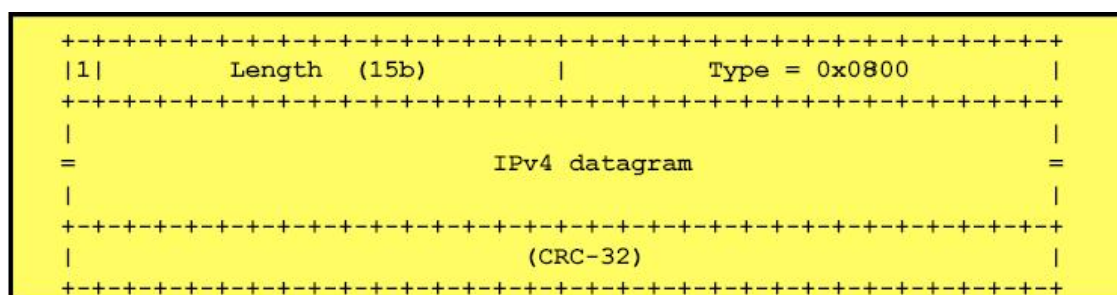 +-+-+-+-+-+-+-+-+-+-+-+-+-+-+-+-+-+-+-+-+-+-+-+-+-+-+-+-+-+-+-+-+
|1|        Length  (15b)        |         Type = 0x0800         |
+-+-+-+-+-+-+-+-+-+-+-+-+-+-+-+-+-+-+-+-+-+-+-+-+-+-+-+-+-+-+-+-+
|                                                               |
=                           IPv4 datagram                       =
|                                                               |
+-+-+-+-+-+-+-+-+-+-+-+-+-+-+-+-+-+-+-+-+-+-+-+-+-+-+-+-+-+-+-+-+
|                             (CRC-32)                          |
+-+-+-+-+-+-+-+-+-+-+-+-+-+-+-+-+-+-+-+-+-+-+-+-+-+-+-+-+-+-+-+-+